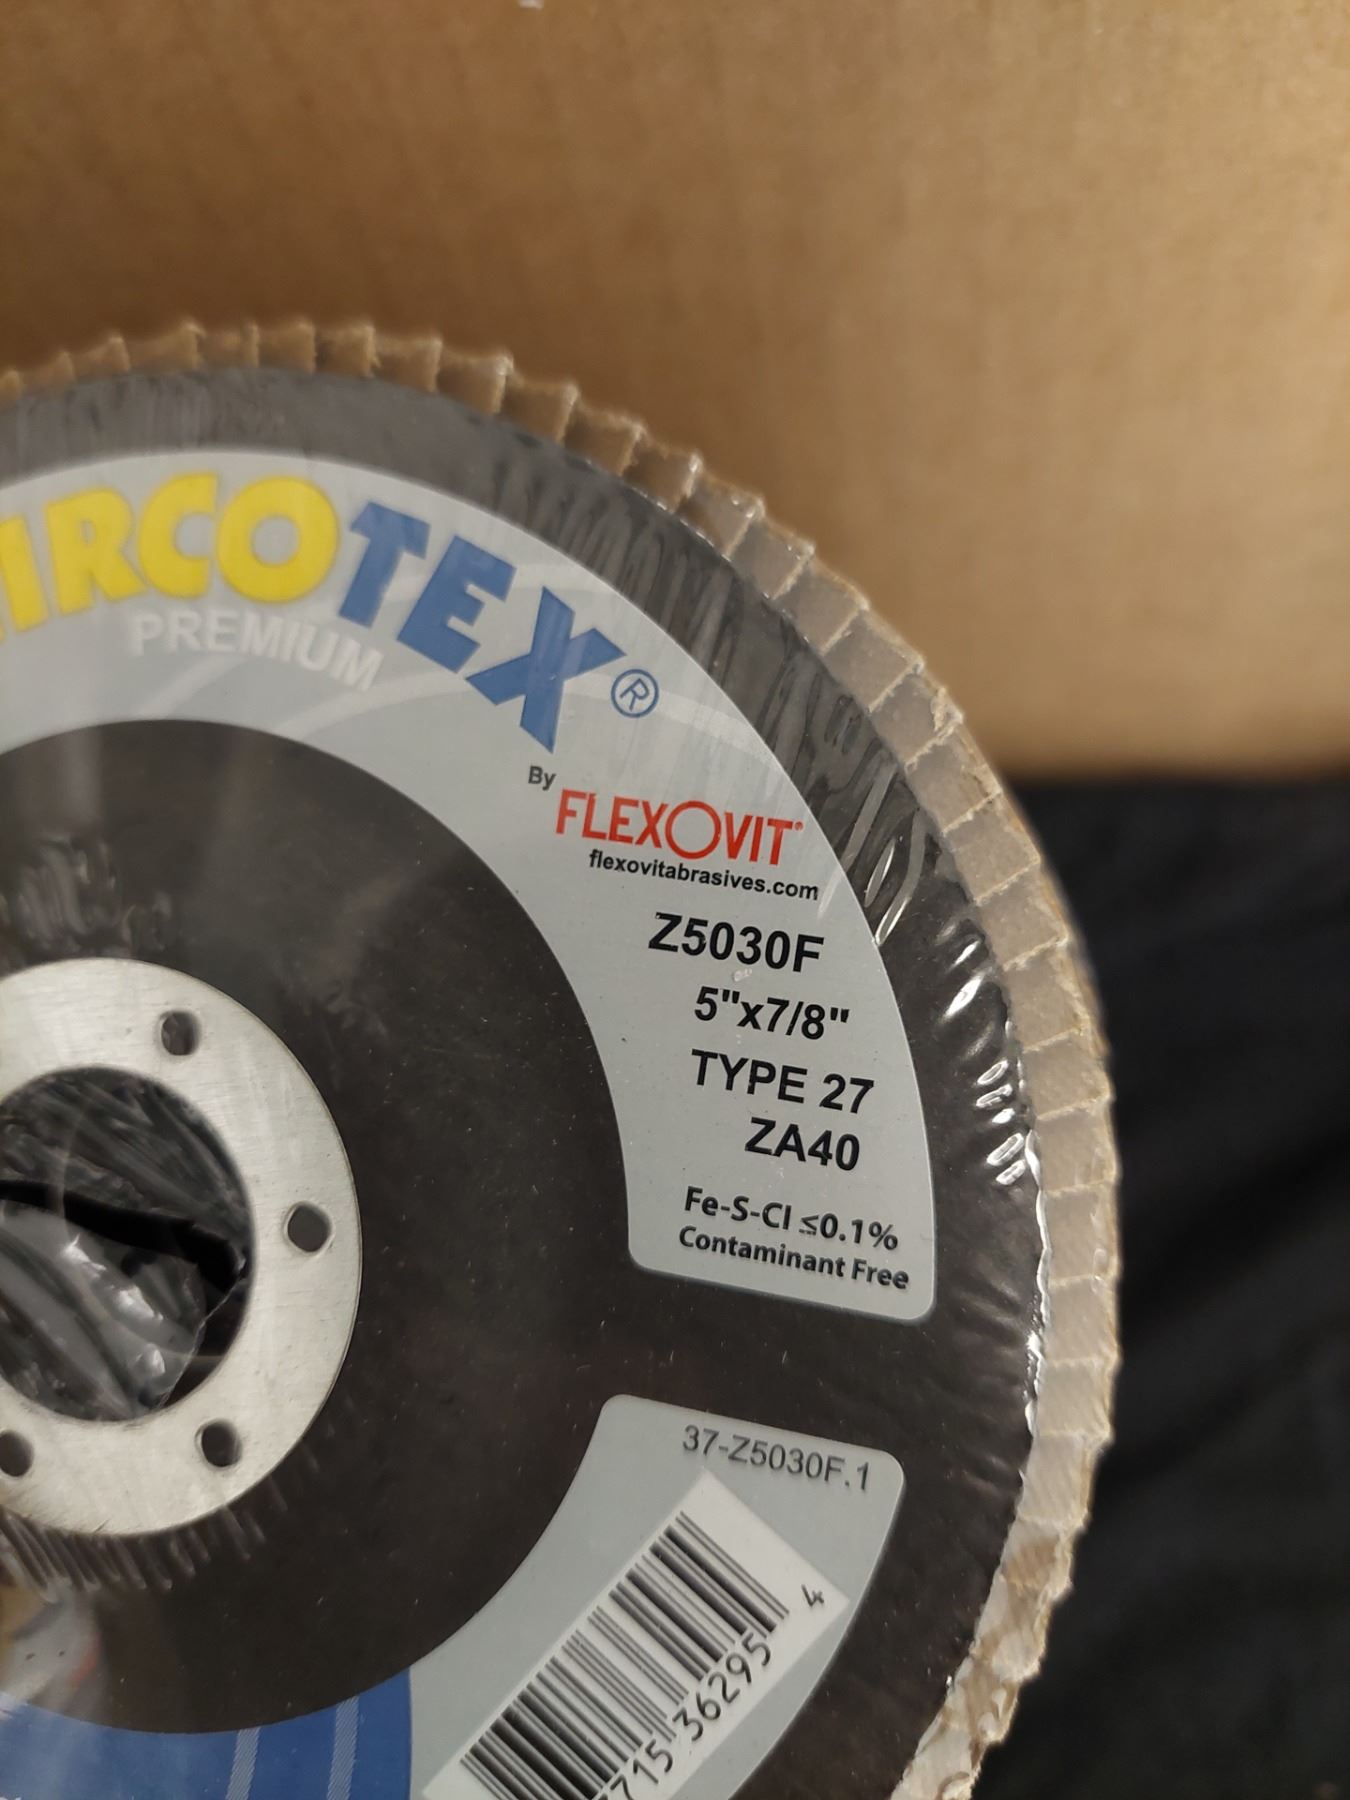 IRCOTEX®
PREMIUM
By
FLEXOVIT®
flexovitabrasives.com
Z5030F
5"x7/8"
TYPE 27
ZA40
Fe-S-Cl ≤0.1%
Contaminant Free
37-Z5030F.1
7715 36295 4